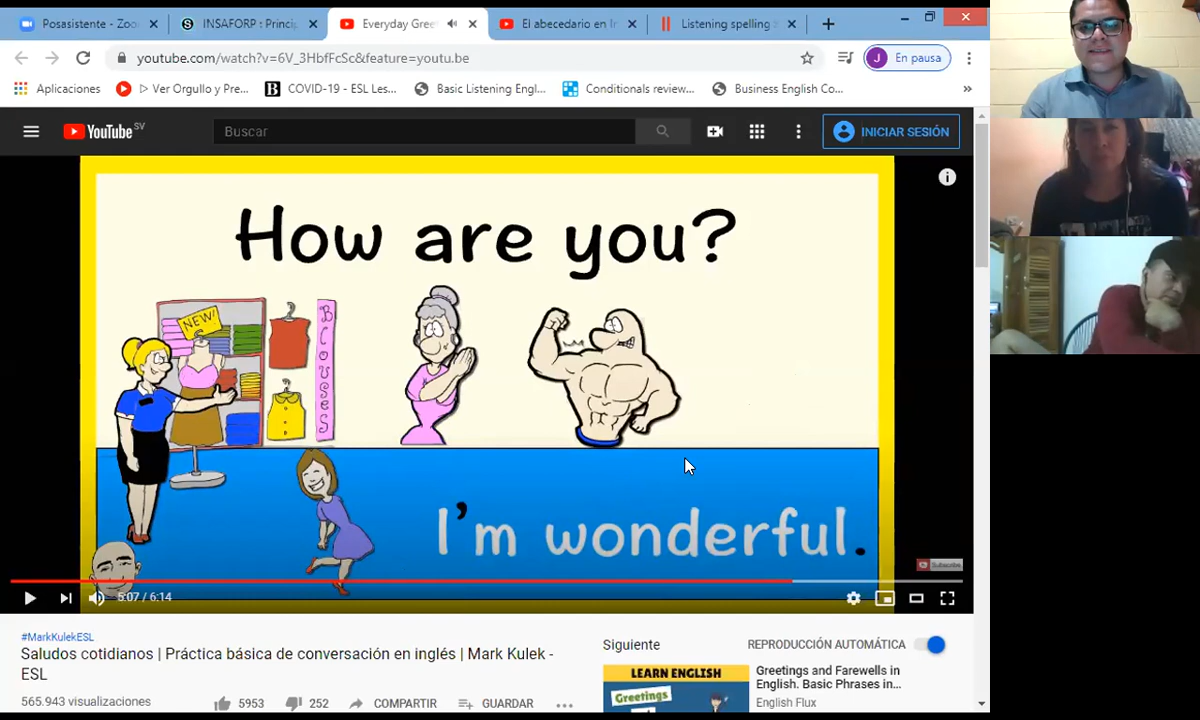 Posasistente - Zoo
INSAFORP : Princip
Everyday Gree
El abecedario en In
Listening spelling a
youtube.com/watch?v=6V_3HbfFcSc&feature=youtu.be
J En pausa
Aplicaciones
▷ Ver Orgullo y Pre...
B COVID-19 - ESL Les...
Basic Listening Engl...
Conditionals review...
Business English Co...
»
YouTube SV
Buscar
INICIAR SESIÓN
How are you?
NEW!
BLOUSES
I'm wonderful.
Subscribe
5:07 / 6:14
#MarkKulekESL
Saludos cotidianos | Práctica básica de conversación en inglés | Mark Kulek -
ESL
565.943 visualizaciones
5953
252
COMPARTIR
GUARDAR
Siguiente
REPRODUCCIÓN AUTOMÁTICA
LEARN ENGLISH
Greetings
Greetings and Farewells in
English. Basic Phrases in...
English Flux